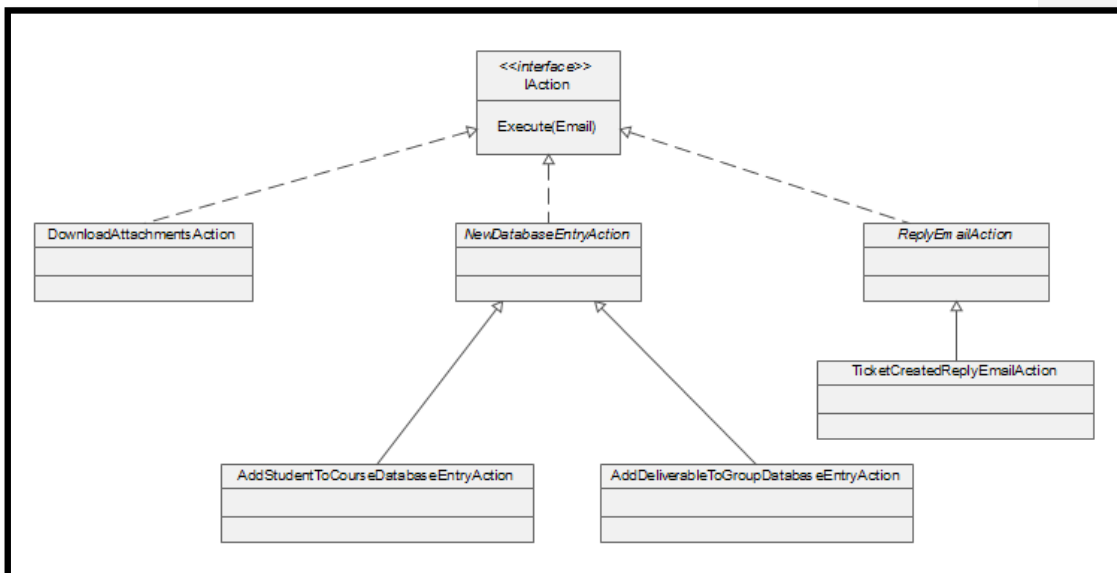 <<interface>>
IAction
Execute(Email)
DownloadAttachmentsAction
NewDatabaseEntryAction
ReplyEmailAction
TicketCreatedReplyEmailAction
AddStudentToCourseDatabaseEntryAction
AddDeliverableToGroupDatabaseEntryAction